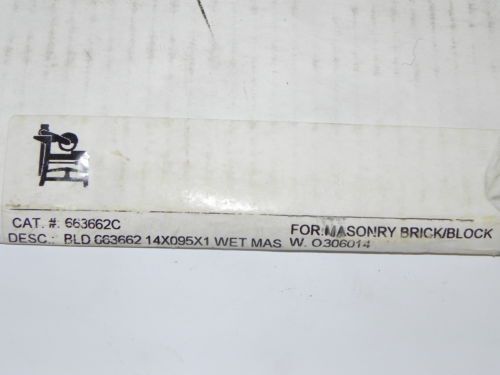 CAT. #: 663662C FOR:MASONRY BRICK/BLOCK
DESC.: BLD 663662 14X095X1 WET MAS W. O306014